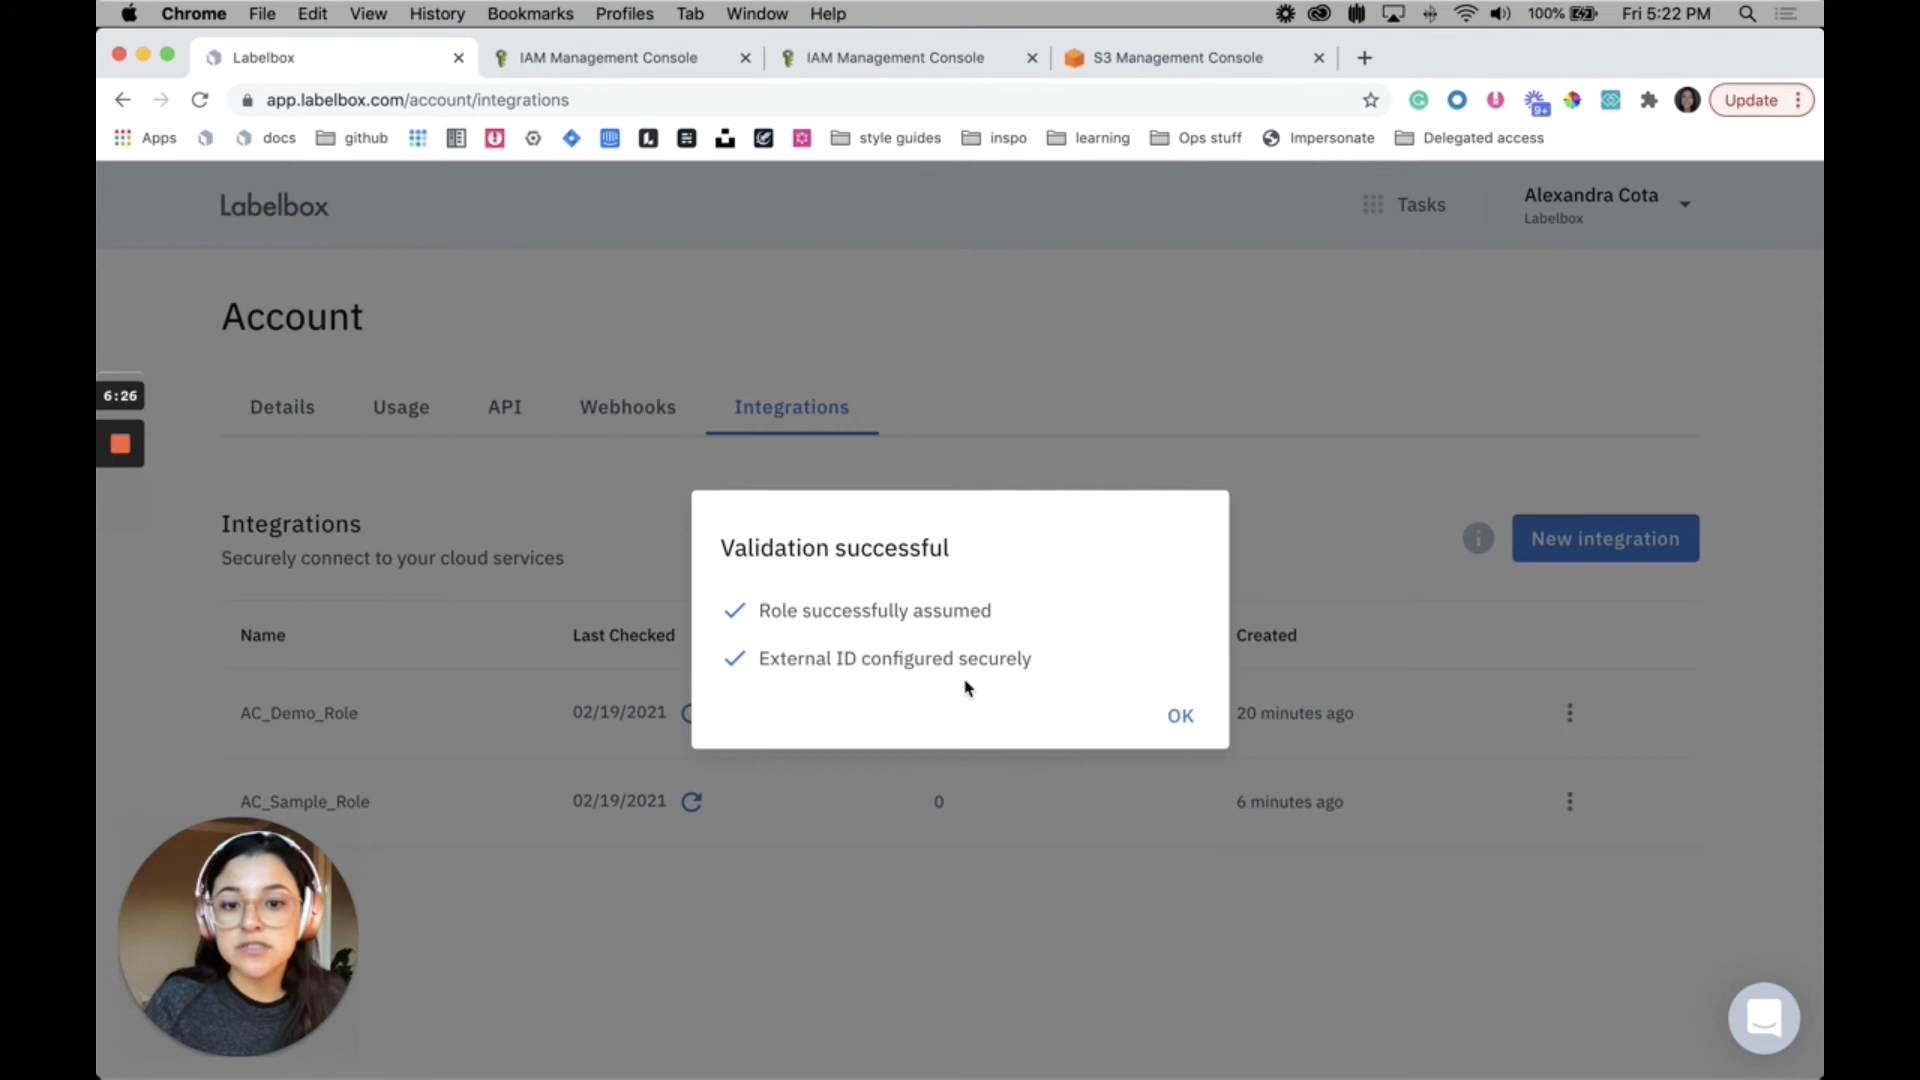 Chrome File Edit View History Bookmarks Profiles Tab Window Help 100% Fri 5:22 PM
Labelbox IAM Management Console IAM Management Console S3 Management Console
app.labelbox.com/account/integrations 9+ Update
Apps docs github style guides inspo learning Ops stuff Impersonate Delegated access
Labelbox Tasks Alexandra Cota
Labelbox
Account
6:26
Details Usage API Webhooks Integrations
Integrations
Securely connect to your cloud services
New integration
Validation successful
Role successfully assumed
External ID configured securely
OK
Name Last Checked Created
AC_Demo_Role 02/19/2021 20 minutes ago
AC_Sample_Role 02/19/2021 0 6 minutes ago